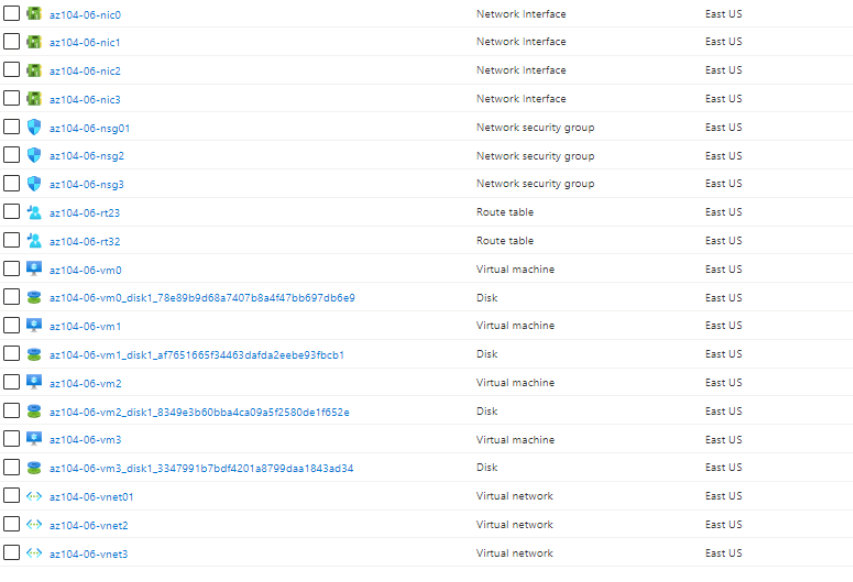 az104-06-nic0 Network Interface East US
az104-06-nic1 Network Interface East US
az104-06-nic2 Network Interface East US
az104-06-nic3 Network Interface East US
az104-06-nsg01 Network security group East US
az104-06-nsg2 Network security group East US
az104-06-nsg3 Network security group East US
az104-06-rt23 Route table East US
az104-06-rt32 Route table East US
az104-06-vm0 Virtual machine East US
az104-06-vm0_disk1_78e89b9d68a7407b8a4f47bb697db6e9 Disk East US
az104-06-vm1 Virtual machine East US
az104-06-vm1_disk1_af7651665f34463dafda2eebe93fbcb1 Disk East US
az104-06-vm2 Virtual machine East US
az104-06-vm2_disk1_8349e3b60bba4ca09a5f2580de1f652e Disk East US
az104-06-vm3 Virtual machine East US
az104-06-vm3_disk1_3347991b7bdf4201a8799daa1843ad34 Disk East US
az104-06-vnet01 Virtual network East US
az104-06-vnet2 Virtual network East US
az104-06-vnet3 Virtual network East US